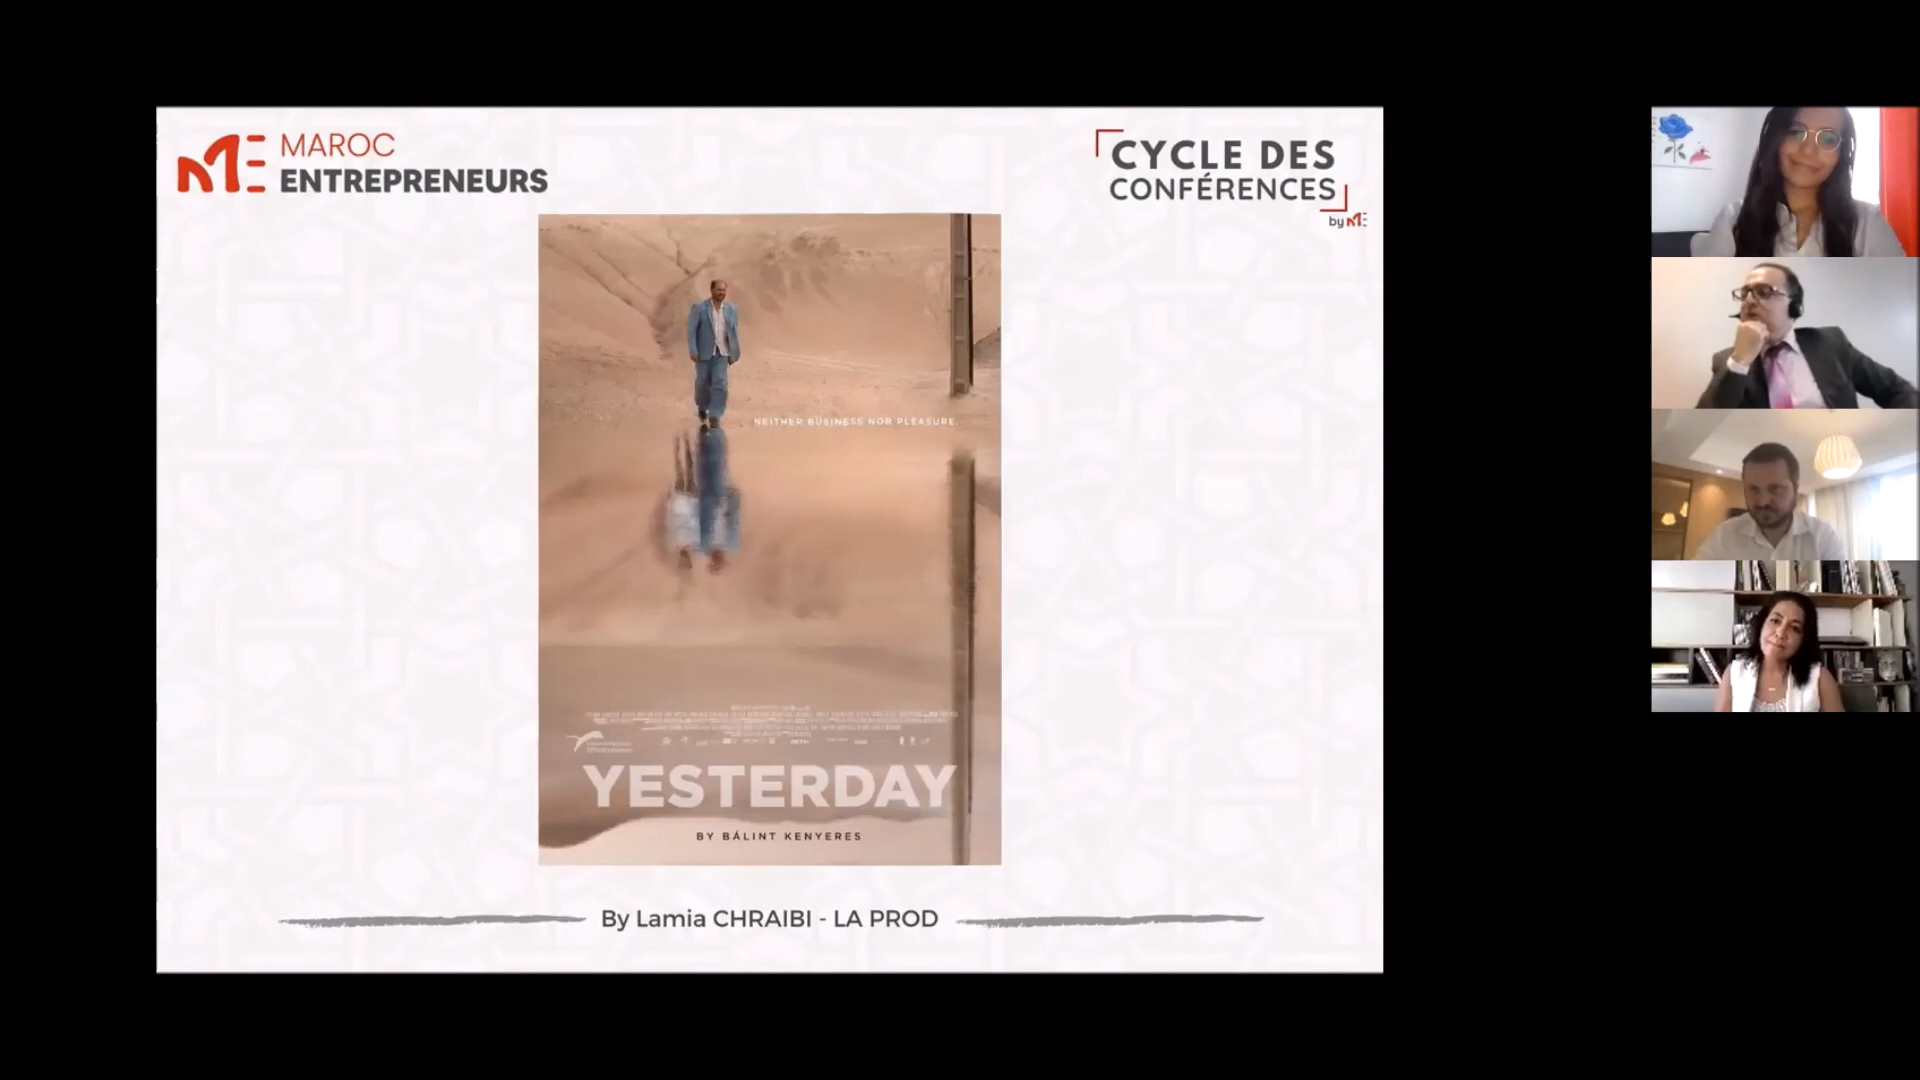 MAROC
ENTREPRENEURS
CYCLE DES
CONFÉRENCES
by ME
NEITHER BUSINESS NOR PLEASURE.
YESTERDAY
BY BÁLINT KENYERES
By Lamia CHRAIBI - LA PROD